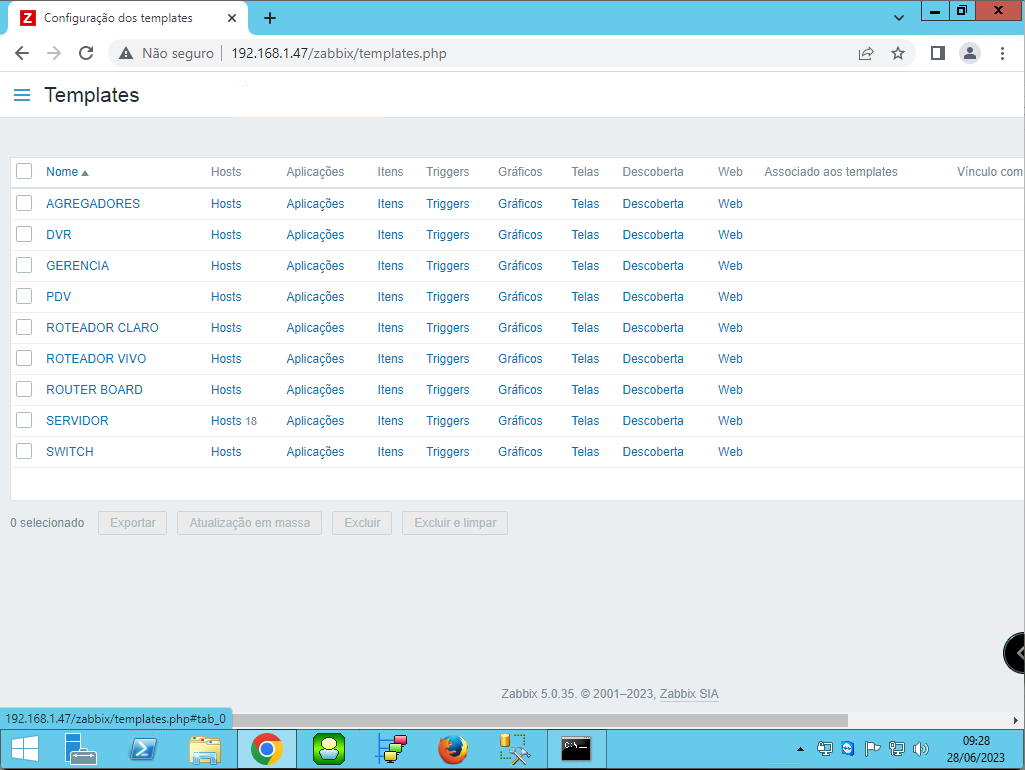 Z Configuração dos templates
Não seguro 192.168.1.47/zabbix/templates.php
Templates
Nome Hosts Aplicações Itens Triggers Gráficos Telas Descoberta Web Associado aos templates Vínculo com
AGREGADORES Hosts Aplicações Itens Triggers Gráficos Telas Descoberta Web
DVR Hosts Aplicações Itens Triggers Gráficos Telas Descoberta Web
GERENCIA Hosts Aplicações Itens Triggers Gráficos Telas Descoberta Web
PDV Hosts Aplicações Itens Triggers Gráficos Telas Descoberta Web
ROTEADOR CLARO Hosts Aplicações Itens Triggers Gráficos Telas Descoberta Web
ROTEADOR VIVO Hosts Aplicações Itens Triggers Gráficos Telas Descoberta Web
ROUTER BOARD Hosts Aplicações Itens Triggers Gráficos Telas Descoberta Web
SERVIDOR Hosts 18 Aplicações Itens Triggers Gráficos Telas Descoberta Web
SWITCH Hosts Aplicações Itens Triggers Gráficos Telas Descoberta Web
0 selecionado Exportar Atualização em massa Excluir Excluir e limpar
Zabbix 5.0.35. © 2001–2023, Zabbix SIA
192.168.1.47/zabbix/templates.php#tab_0
09:28
28/06/2023